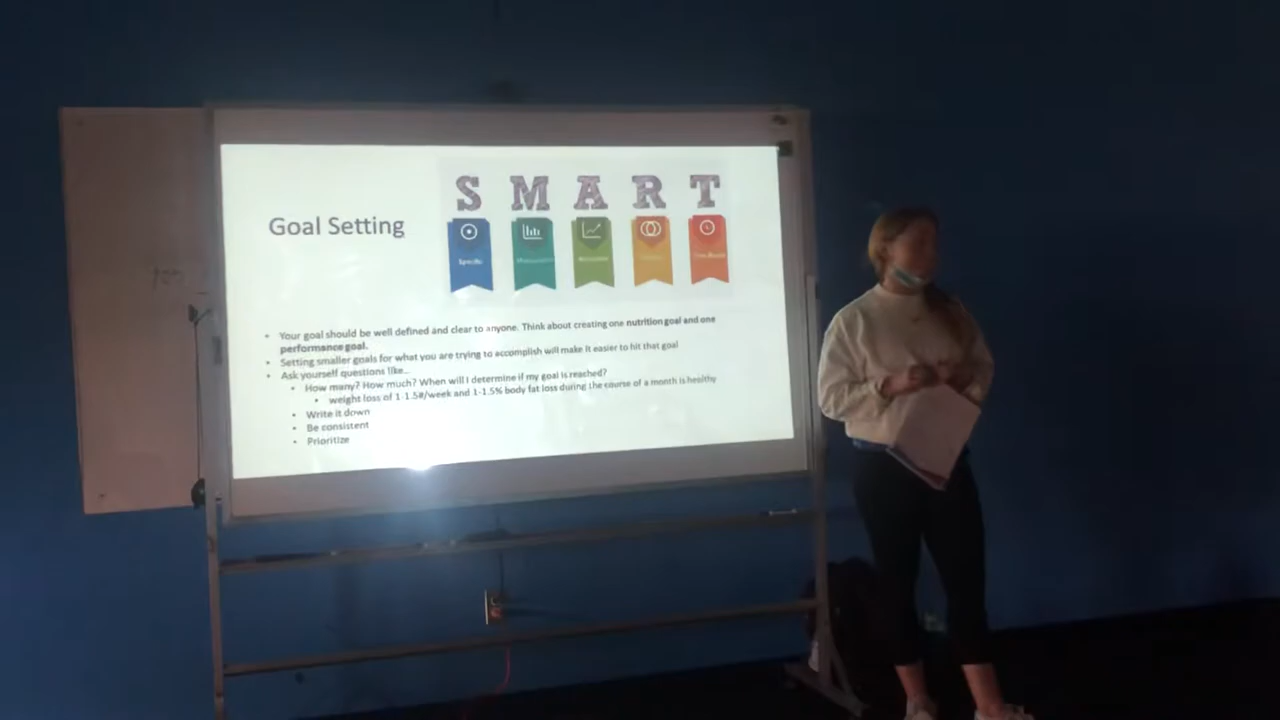 S M A R T
Goal Setting
Specific
Your goal should be well defined and clear to anyone. Think about creating one nutrition goal and one
performance goal.
Setting smaller goals for what you are trying to accomplish will make it easier to hit that goal
Ask yourself questions like...
How many? How much? When will I determine if my goal is reached?
weight loss of 1-1.5#/week and 1-1.5% body fat loss during the course of a month is healthy
Write it down
Be consistent
Prioritize